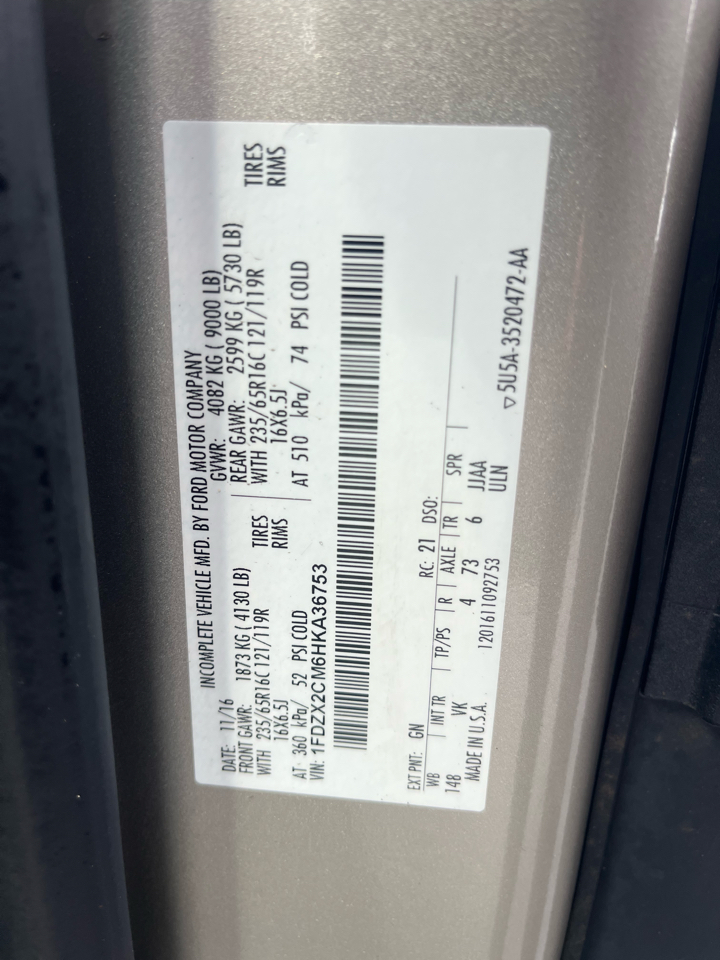 INCOMPLETE VEHICLE MFD. BY FORD MOTOR COMPANY
DATE: 11/16 GVWR: 4082 KG ( 9000 LB)
FRONT GAWR: 1873 KG ( 4130 LB) REAR GAWR: 2599 KG ( 5730 LB)
WITH 235/65R16C 121/119R TIRES WITH 235/65R16C 121/119R TIRES
16X6.5J RIMS 16X6.5J RIMS
AT 360 kPa/ 52 PSI COLD AT 510 kPa/ 74 PSI COLD
VIN: 1FDZX2CM6HKA36753
EXT PNT: GN RC: 21 DSO:
WB INT TR TP/PS R AXLE TR SPR
148 VK 4 73 6 JJAA
MADE IN U.S.A. 1201611092753 ULN
▽5U5A-3520472-AA